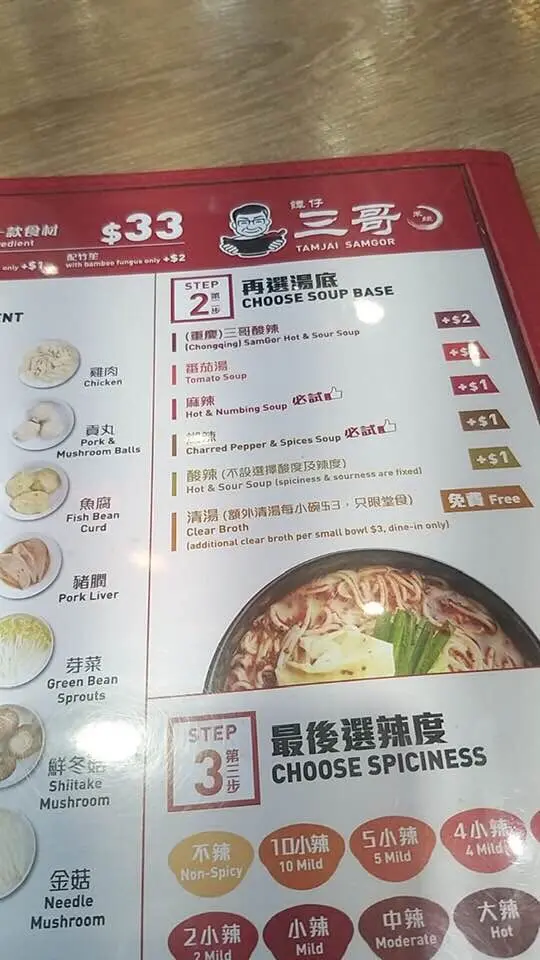 一款食材
redient
$33
only +$1
配竹笙
with bamboo fungus only +$2
譚仔
三哥
米線
TAMJAI SAMGOR
ENT
雞肉
Chicken
貢丸
Pork &
Mushroom Balls
魚腐
Fish Bean
Curd
豬膶
Pork Liver
芽菜
Green Bean
Sprouts
鮮冬菇
Shiitake
Mushroom
金菇
Needle
Mushroom
STEP
2 第二步
再選湯底
CHOOSE SOUP BASE
(重慶)三哥酸辣 +$2
(Chongqing) SamGor Hot & Sour Soup
番茄湯
Tomato Soup
麻辣 +$1
Hot & Numbing Soup 必試
辣 +$1
Charred Pepper & Spices Soup 必試
酸辣 (不設選擇酸度及辣度) +$1
Hot & Sour Soup (spiciness & sourness are fixed)
清湯 (額外清湯每小碗$3，只限堂食) 免費 Free
Clear Broth
(additional clear broth per small bowl $3, dine-in only)
STEP
3 第三步
最後選辣度
CHOOSE SPICINESS
不辣
Non-Spicy
10小辣
10 Mild
5小辣
5 Mild
4小辣
4 Mild
2小辣
2 Mild
小辣
Mild
中辣
Moderate
大辣
Hot